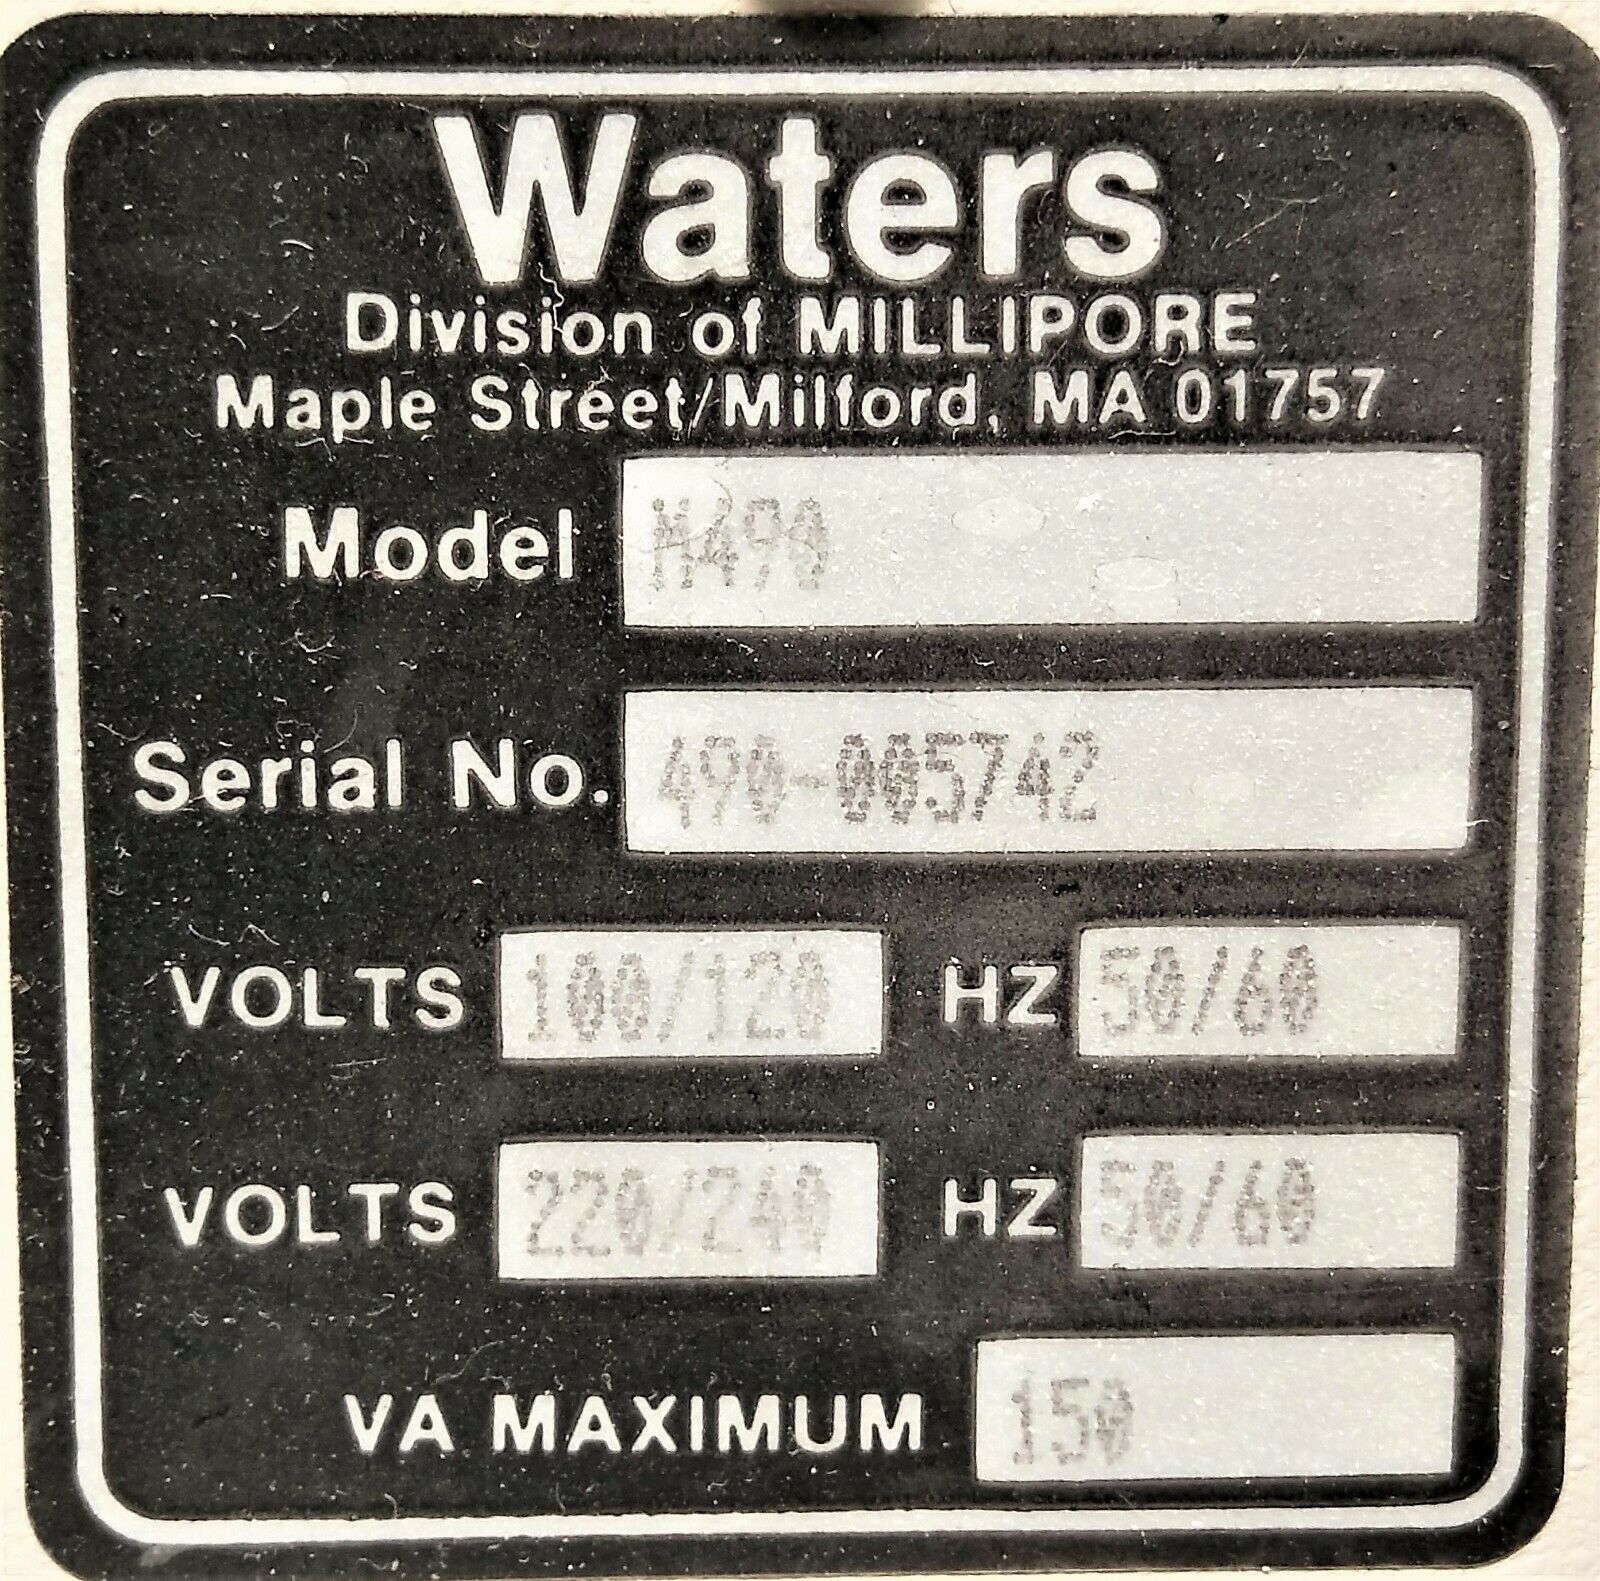 Waters
Division of MILLIPORE
Maple Street/Milford, MA 01757
Model M490
Serial No. 490-005742
VOLTS 100/120 HZ 50/60
VOLTS 220/240 HZ 50/60
VA MAXIMUM 150